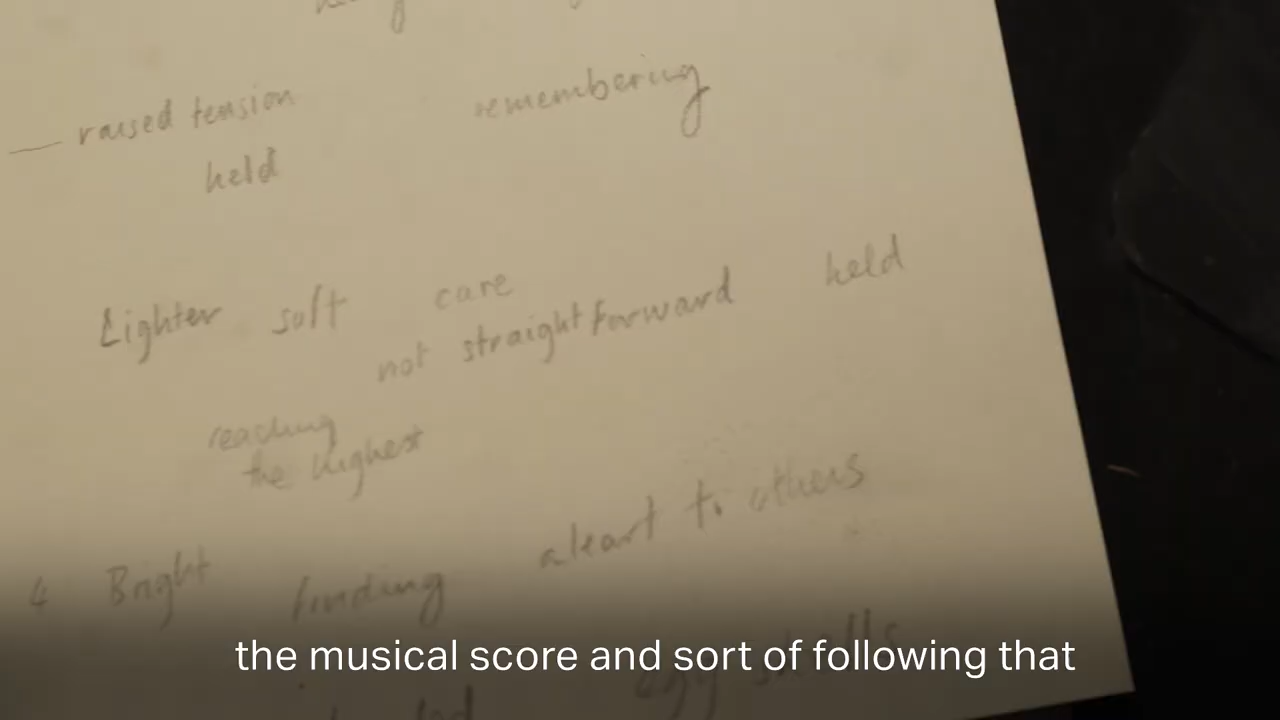 raised tension remembering
held
Lighter soft care held
not straightforward
reaching
the highest
4 Bright finding aleart to others
the musical score and sort of following that